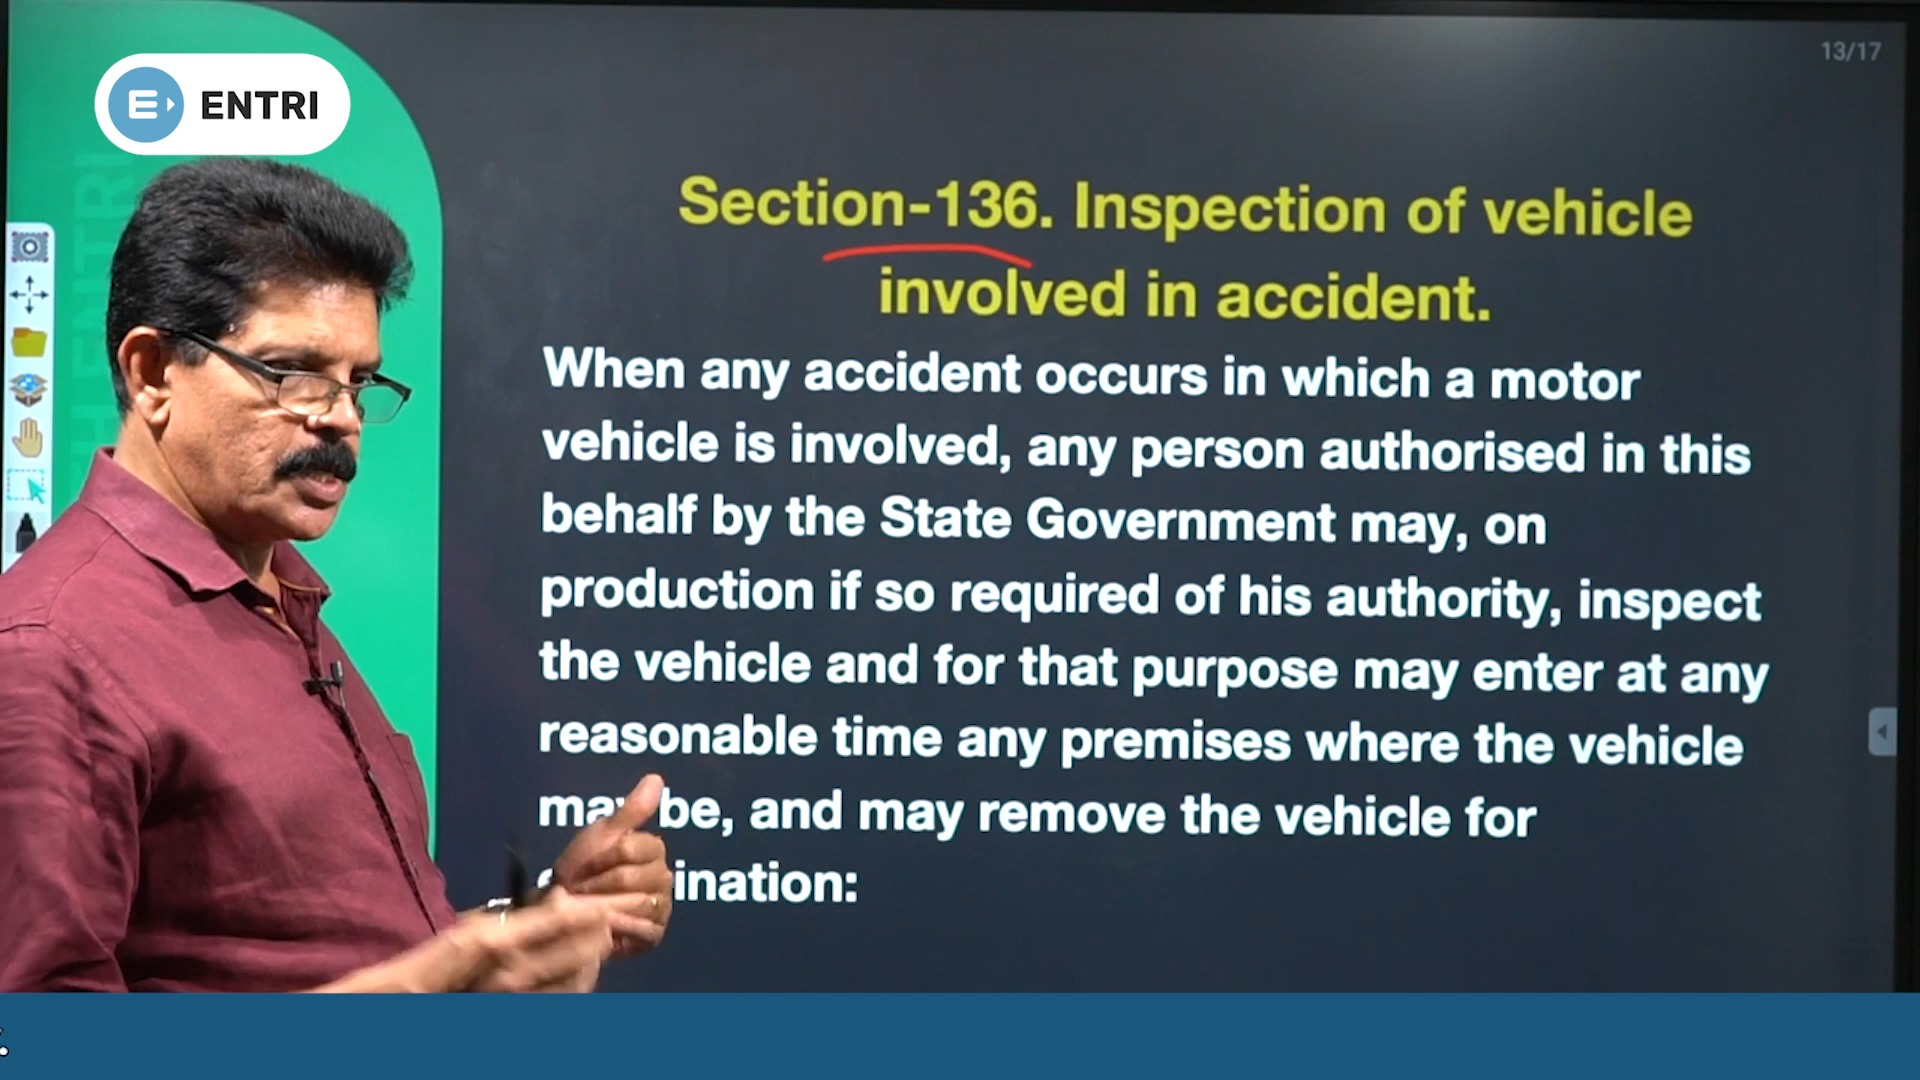 ENTRI
13/17
Section-136. Inspection of vehicle
involved in accident.
When any accident occurs in which a motor
vehicle is involved, any person authorised in this
behalf by the State Government may, on
production if so required of his authority, inspect
the vehicle and for that purpose may enter at any
reasonable time any premises where the vehicle
may be, and may remove the vehicle for
ination: